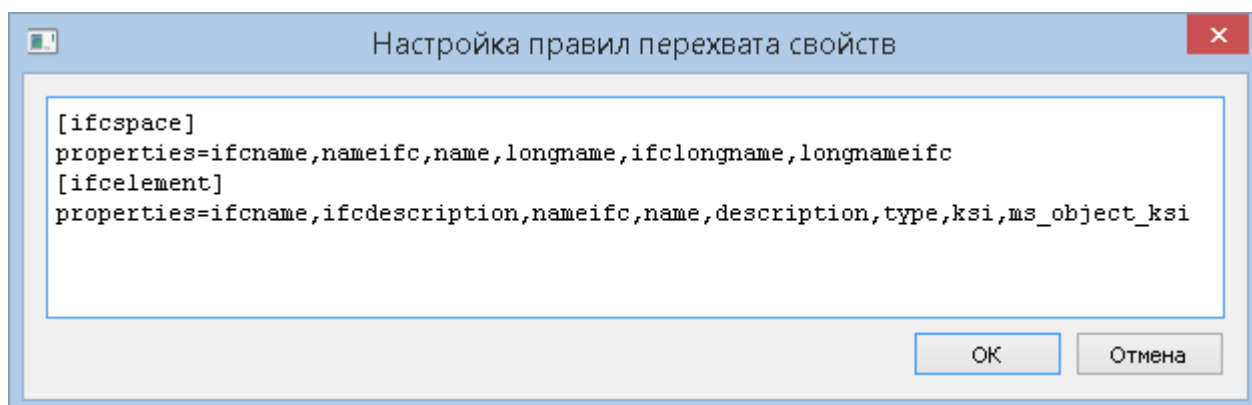 Настройка правил перехвата свойств
[ifcspace]
properties=ifcname,nameifc,name,longname,ifclongname,longnameifc
[ifcelement]
properties=ifcname,ifcdescription,nameifc,name,description,type,ksi,ms_object_ksi
ОК
Отмена